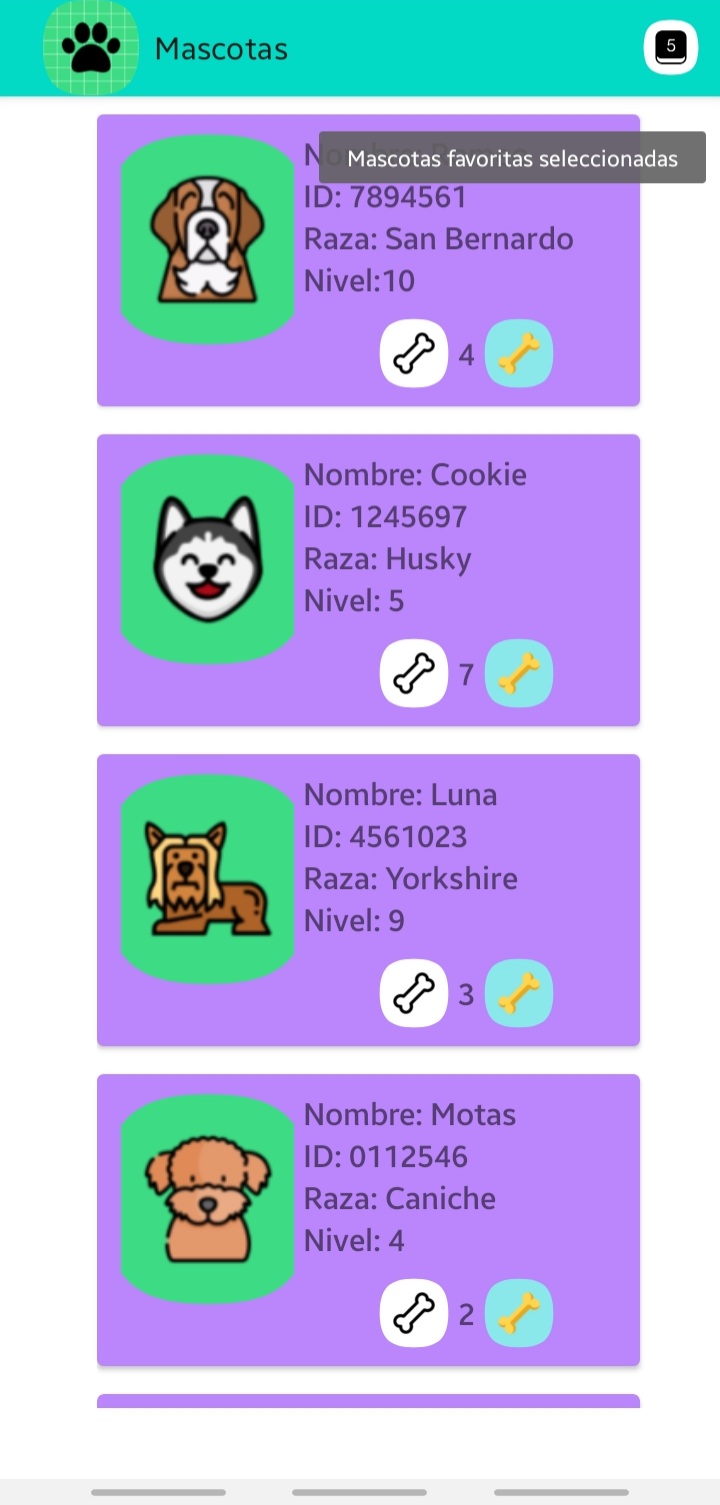 Mascotas
5
Mascotas favoritas seleccionadas
ID: 7894561
Raza: San Bernardo
Nivel:10
4
Nombre: Cookie
ID: 1245697
Raza: Husky
Nivel: 5
7
Nombre: Luna
ID: 4561023
Raza: Yorkshire
Nivel: 9
3
Nombre: Motas
ID: 0112546
Raza: Caniche
Nivel: 4
2